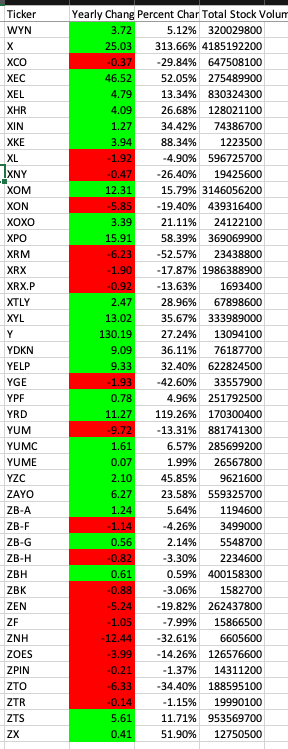 Ticker Yearly Chang Percent Char Total Stock Volum
WYN 3.72 5.12% 320029800
X 25.03 313.66% 4185192200
XCO -0.37 -29.84% 647508100
XEC 46.52 52.05% 275489900
XEL 4.79 13.34% 830324300
XHR 4.09 26.68% 128021100
XIN 1.27 34.42% 74386700
XKE 3.94 88.34% 1223500
XL -1.92 -4.90% 596725700
XNY -0.47 -26.40% 19425600
XOM 12.31 15.79% 3146056200
XON -5.85 -19.40% 439316400
XOXO 3.39 21.11% 24122100
XPO 15.91 58.39% 369069900
XRM -6.23 -52.57% 23438800
XRX -1.90 -17.87% 1986388900
XRX.P -0.92 -13.63% 1693400
XTLY 2.47 28.96% 67898600
XYL 13.02 35.67% 333989000
Y 130.19 27.24% 13094100
YDKN 9.09 36.11% 76187700
YELP 9.33 32.40% 622824500
YGE -1.93 -42.60% 33557900
YPF 0.78 4.96% 251792500
YRD 11.27 119.26% 170300400
YUM -9.72 -13.31% 881741300
YUMC 1.61 6.57% 285699200
YUME 0.07 1.99% 26567800
YZC 2.10 45.85% 9621600
ZAYO 6.27 23.58% 559325700
ZB-A 1.24 5.64% 1194600
ZB-F -1.14 -4.26% 3499000
ZB-G 0.56 2.14% 5548700
ZB-H -0.82 -3.30% 2234600
ZBH 0.61 0.59% 400158300
ZBK -0.88 -3.06% 1582700
ZEN -5.24 -19.82% 262437800
ZF -1.05 -7.99% 15866500
ZNH -12.44 -32.61% 6605600
ZOES -3.99 -14.26% 126576600
ZPIN -0.21 -1.37% 14311200
ZTO -6.33 -34.40% 188595100
ZTR -0.14 -1.15% 19990100
ZTS 5.61 11.71% 953569700
ZX 0.41 51.90% 12750500